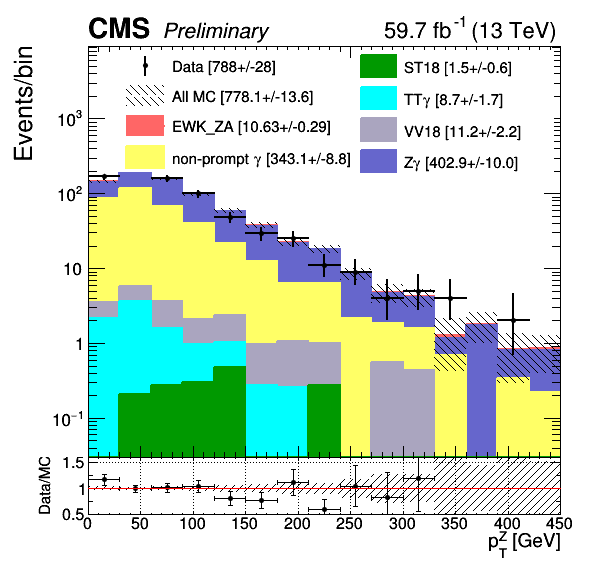 CMS Preliminary 59.7 fb⁻¹ (13 TeV)
Events/bin
Data [788+/-28]
All MC [778.1+/-13.6]
EWK_ZA [10.63+/-0.29]
non-prompt γ [343.1+/-8.8]
ST18 [1.5+/-0.6]
TTγ [8.7+/-1.7]
VV18 [11.2+/-2.2]
Zγ [402.9+/-10.0]
10³
10²
10
1
10⁻¹
Data/MC
1.5
1
0.5
0 50 100 150 200 250 300 350 400 450
p_T^Z [GeV]